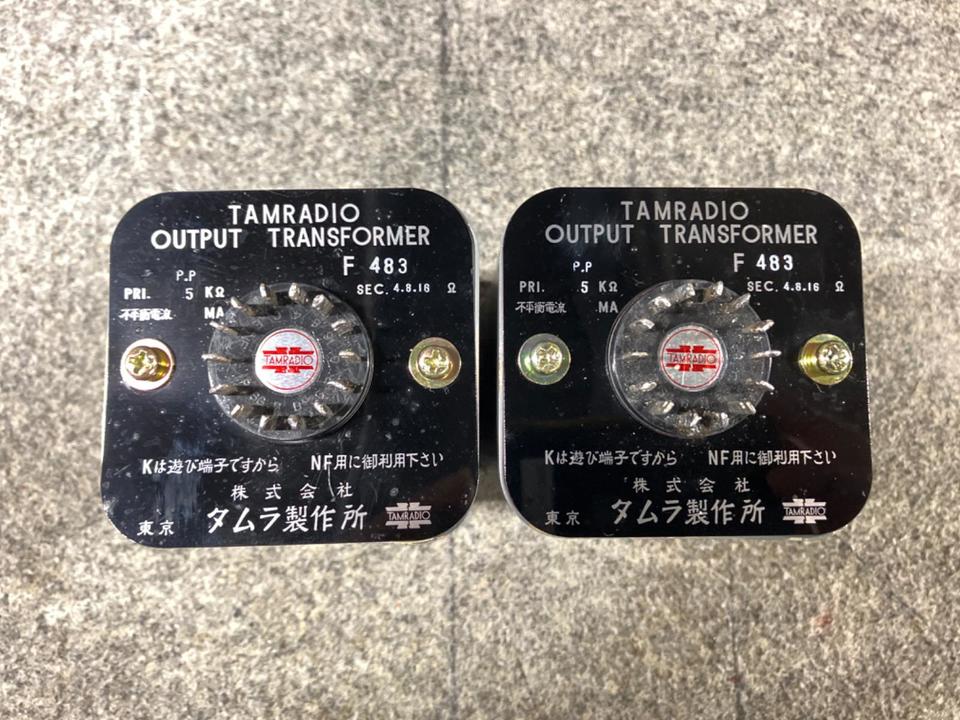 TAMRADIO
OUTPUT TRANSFORMER
F 483
P.P
PRI. 5 KΩ SEC. 4.8.16 Ω
不平衡電流 MA
TAMRADIO
Kは遊び端子ですから NF用に御利用下さい
株式会社
東京 タムラ製作所 TAMRADIO
TAMRADIO
OUTPUT TRANSFORMER
F 483
P.P
PRI. 5 KΩ SEC. 4.8.16 Ω
不平衡電流 MA
TAMRADIO
Kは遊び端子ですから NF用に御利用下さい
株式会社
東京 タムラ製作所 TAMRADIO